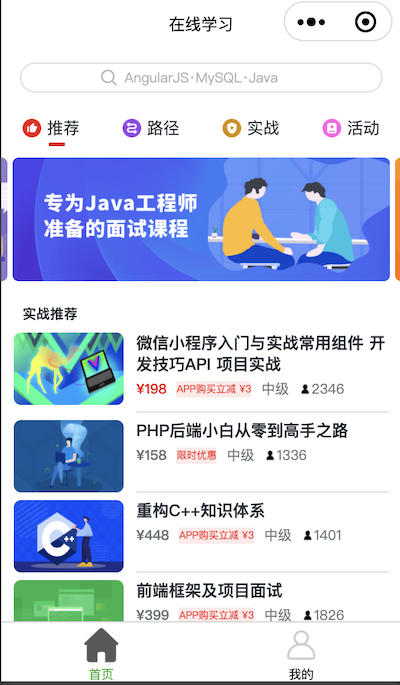 在线学习
AngularJS·MySQL·Java
推荐 路径 实战 活动
专为Java工程师
准备的面试课程
实战推荐
微信小程序入门与实战常用组件 开
发技巧API 项目实战
¥198 APP购买立减 ¥3 中级 2346
PHP后端小白从零到高手之路
¥158 限时优惠 中级 1336
C++
重构C++知识体系
¥448 APP购买立减 ¥3 中级 1401
前端框架及项目面试
¥399 APP购买立减 ¥3 中级 1826
首页 我的